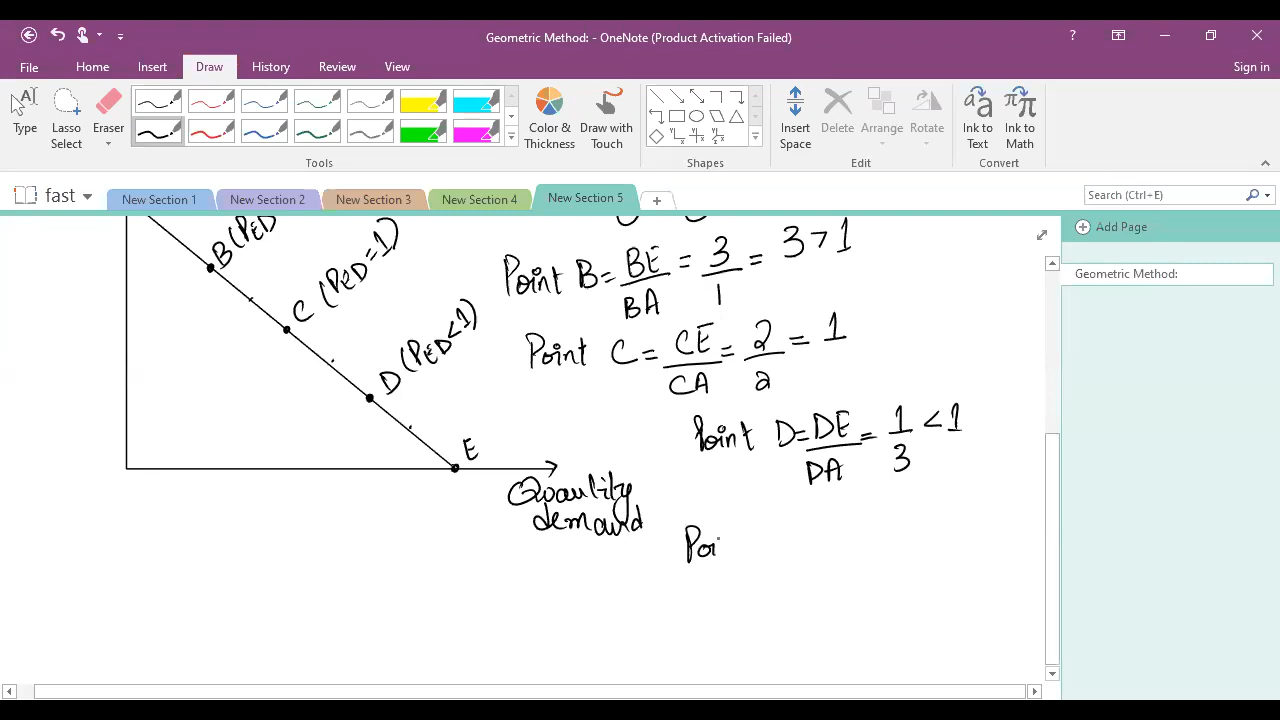 Geometric Method: - OneNote (Product Activation Failed)
?
File Home Insert Draw History Review View
Sign in
Type
Lasso Select
Eraser
Color & Thickness
Draw with Touch
Insert Space
Delete
Arrange
Rotate
Ink to Text
Ink to Math
Tools
Shapes
Edit
Convert
fast
New Section 1
New Section 2
New Section 3
New Section 4
New Section 5
Search (Ctrl+E)
Add Page
Geometric Method:
B (PED
C (PED=1)
D (PED<1)
E
Quantity
demand
Point B = BE/BA = 3/1 = 3 > 1
Point C = CE/CA = 2/2 = 1
Point D = DE/DA = 1/3 < 1
Poi